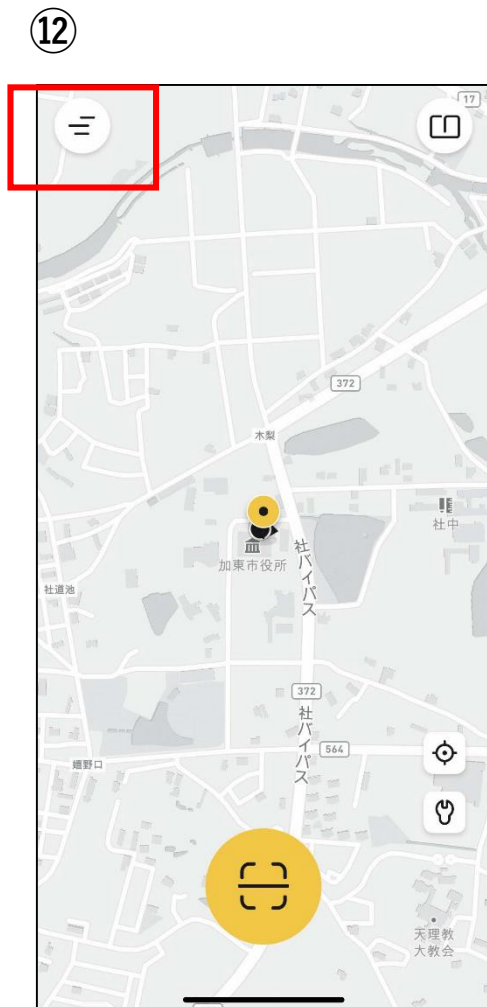 ⑫
17
372
木梨
社中
加東市役所
社バイパス
社道池
372
社バイパス
564
嬉野口
天理教
大教会